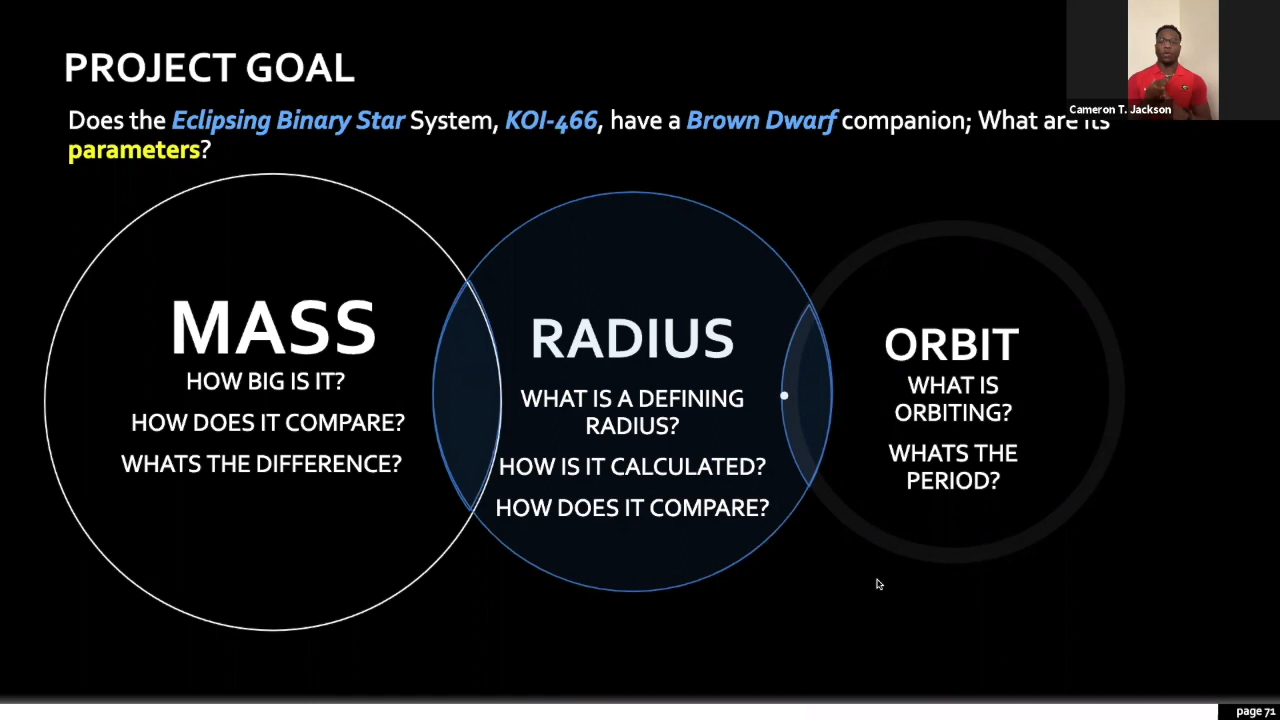 PROJECT GOAL
Cameron T. Jackson
Does the Eclipsing Binary Star System, KOI-466, have a Brown Dwarf companion; What are its
parameters?
MASS
HOW BIG IS IT?
HOW DOES IT COMPARE?
WHATS THE DIFFERENCE?
RADIUS
WHAT IS A DEFINING
RADIUS?
HOW IS IT CALCULATED?
HOW DOES IT COMPARE?
ORBIT
WHAT IS
ORBITING?
WHATS THE
PERIOD?
page 71